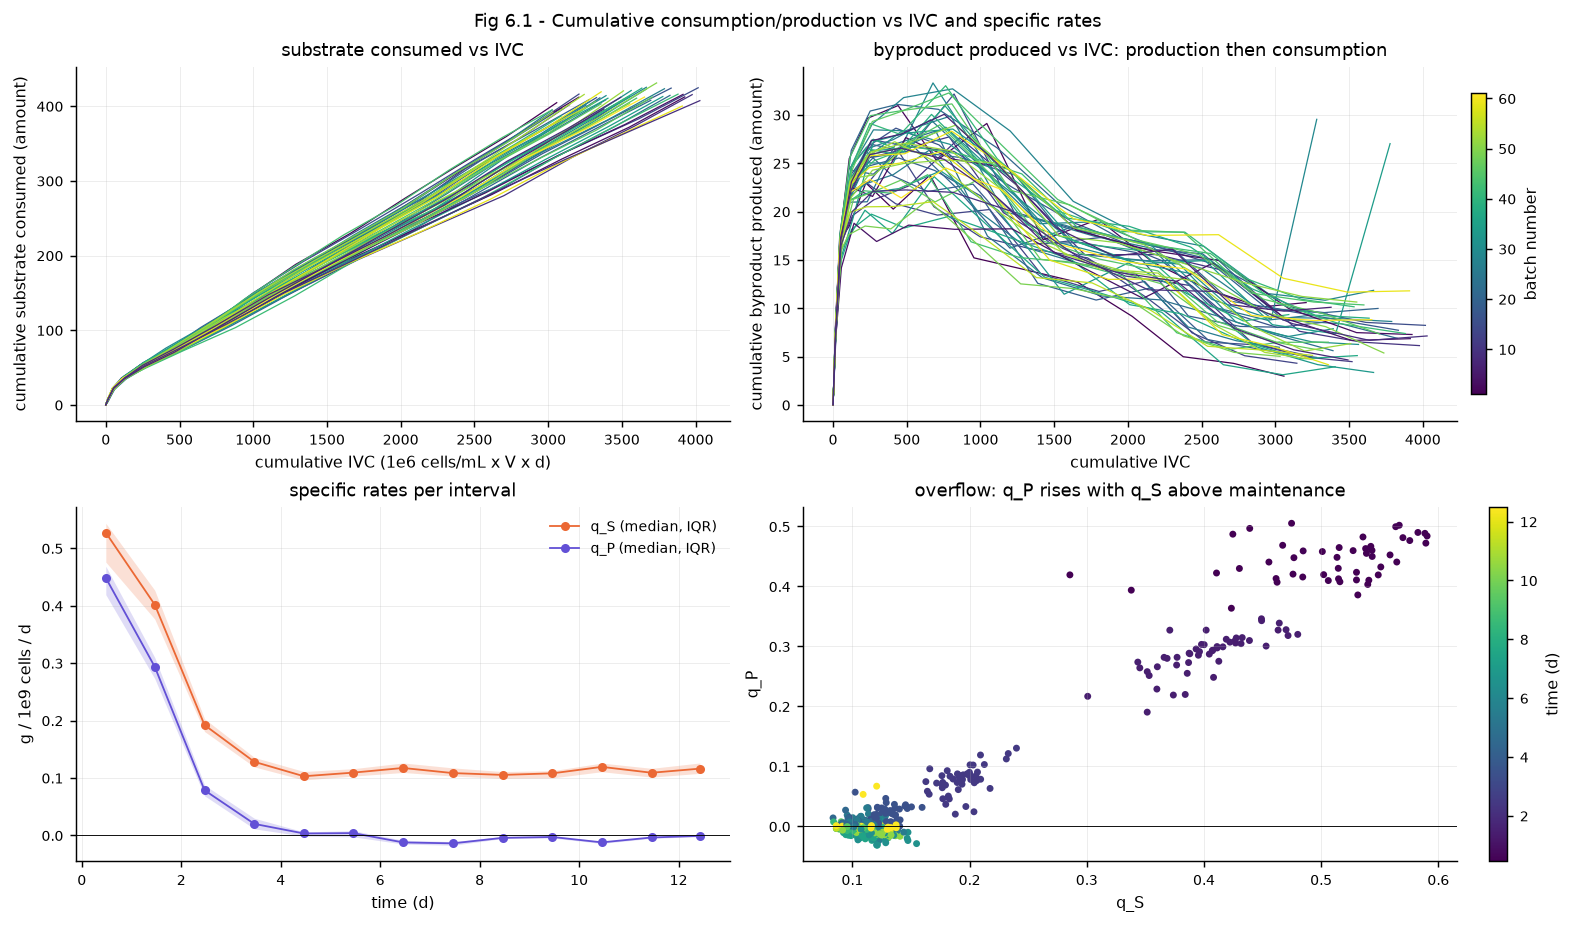 Fig 6.1 - Cumulative consumption/production vs IVC and specific rates
substrate consumed vs IVC
cumulative substrate consumed (amount)
400
300
200
100
0
0 500 1000 1500 2000 2500 3000 3500 4000
cumulative IVC (1e6 cells/mL x V x d)
byproduct produced vs IVC: production then consumption
cumulative byproduct produced (amount)
30
25
20
15
10
5
0
0 500 1000 1500 2000 2500 3000 3500 4000
cumulative IVC
60
50
40
30
20
10
batch number
specific rates per interval
q_S (median, IQR)
q_P (median, IQR)
g / 1e9 cells / d
0.5
0.4
0.3
0.2
0.1
0.0
0 2 4 6 8 10 12
time (d)
overflow: q_P rises with q_S above maintenance
q_P
0.5
0.4
0.3
0.2
0.1
0.0
0.1 0.2 0.3 0.4 0.5 0.6
q_S
12
10
8
6
4
2
time (d)